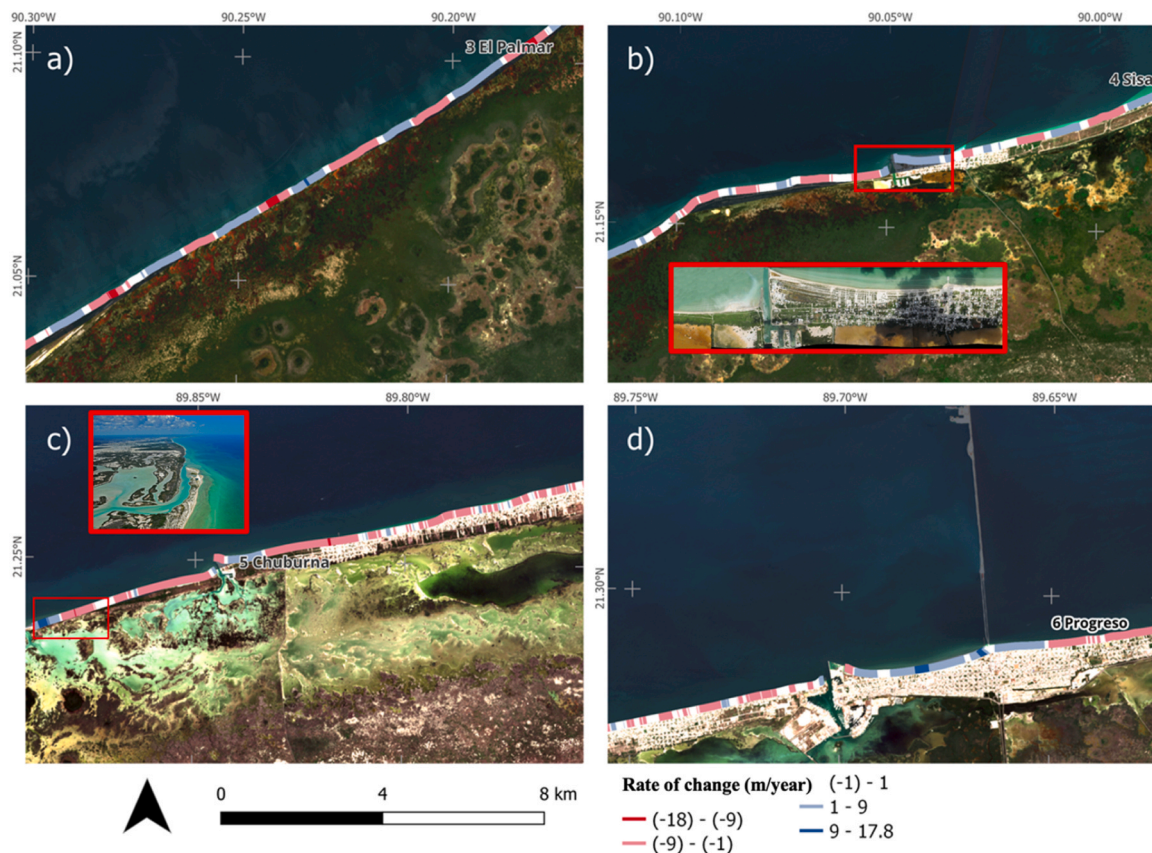 90.30°W 90.25°W 90.20°W 90.10°W 90.05°W 90.00°W
21.10°N
a)
3 El Palmar
b)
4 Sisa
21.05°N
21.15°N
89.85°W 89.80°W 89.75°W 89.70°W 89.65°W
c)
d)
21.25°N
5 Chuburna
21.30°N
6 Progreso
0 4 8 km
Rate of change (m/year)
(-18) - (-9)
(-9) - (-1)
(-1) - 1
1 - 9
9 - 17.8